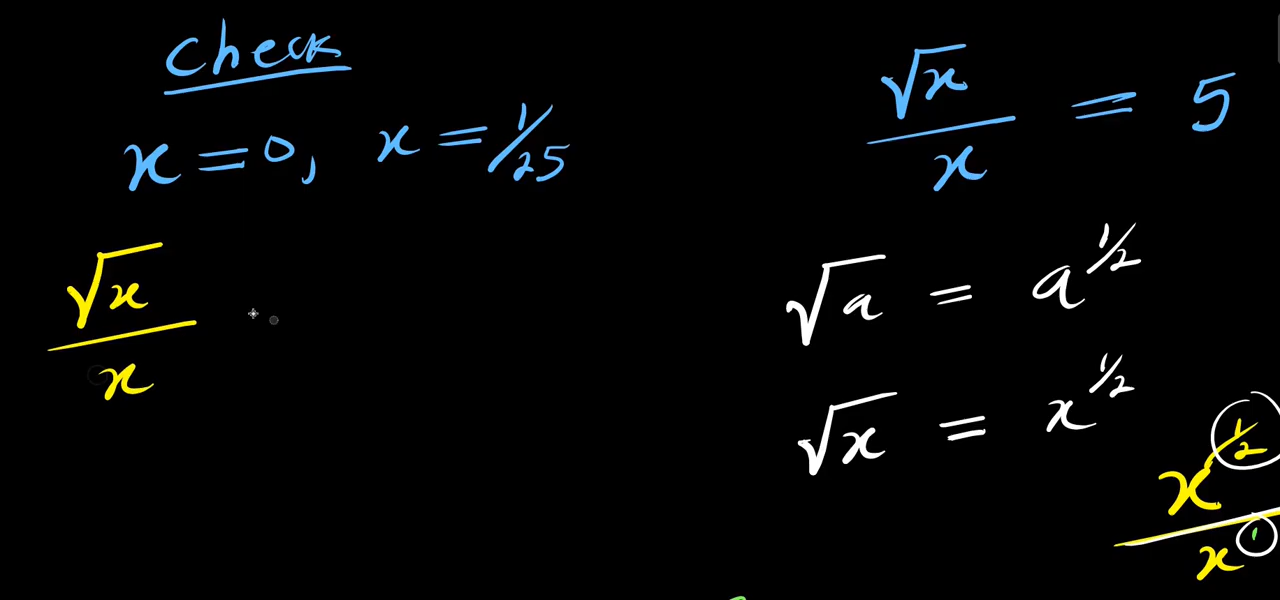 Check
x = 0, x = 1/25
√x / x
√x / x = 5
√a = a^1/2
√x = x^1/2
x^1/2 / x^1